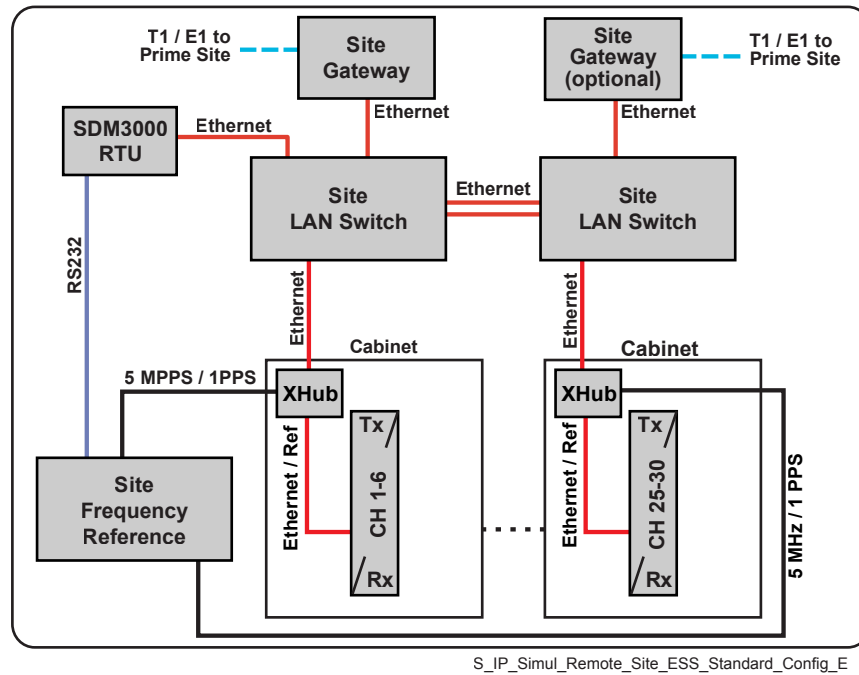 T1 / E1 to
Prime Site
Site
Gateway
Site
Gateway
(optional)
T1 / E1 to
Prime Site
SDM3000
RTU
Ethernet
Ethernet
Ethernet
Site
LAN Switch
Ethernet
Site
LAN Switch
RS232
Ethernet
Ethernet
Cabinet
Cabinet
5 MPPS / 1PPS
XHub
XHub
Ethernet / Ref
Tx
CH 1-6
Rx
Ethernet / Ref
Tx
CH 25-30
Rx
5 MHz / 1 PPS
Site
Frequency
Reference
S_IP_Simul_Remote_Site_ESS_Standard_Config_E